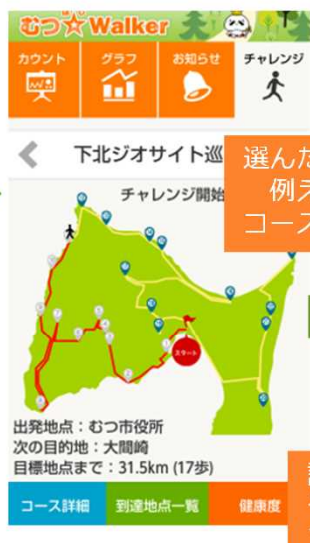 むつ☆Walker
カウント
グラフ
お知らせ
チャレンジ
下北ジオサイト巡
選んだ
例え
コース
チャレンジ開始
スタート
出発地点：むつ市役所
次の目的地：大間崎
目標地点まで：31.5km (17歩)
コース詳細
到達地点一覧
健康度